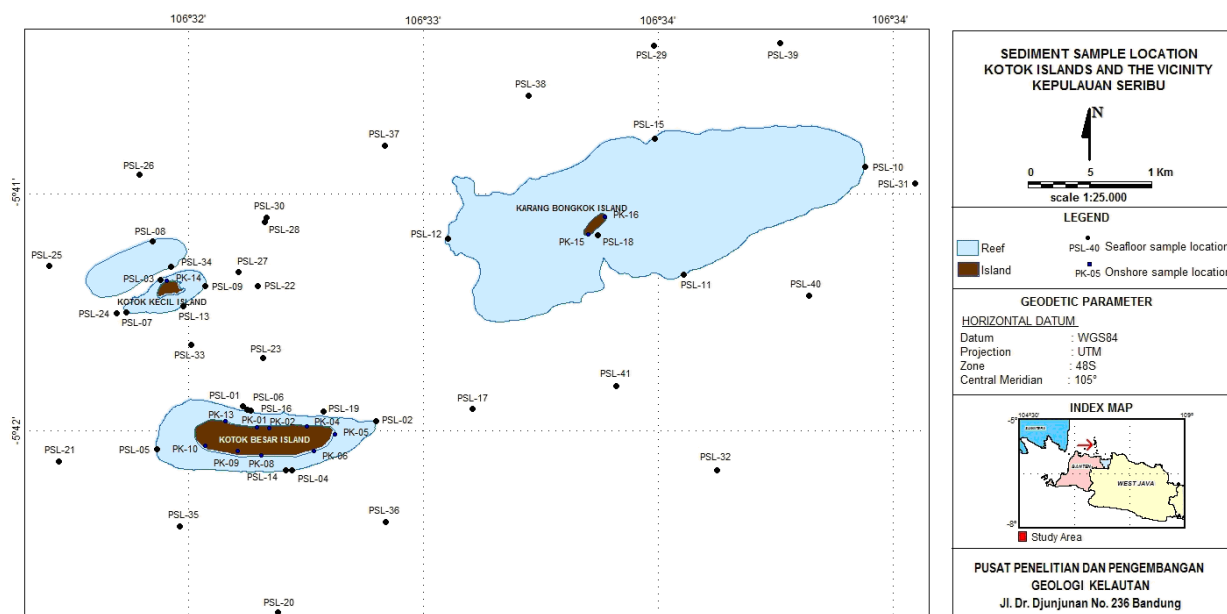 106°32'
106°33'
106°34'
106°34'
PSL-29
PSL-39
PSL-38
PSL-15
PSL-37
PSL-10
PSL-26
PSL-31
-5°41'
PSL-30
KARANG BONGKOK ISLAND
PK-16
PSL-28
PSL-12
PK-15
PSL-18
PSL-08
PSL-25
PSL-34
PSL-27
PSL-03
PK-14
PSL-09
PSL-22
PSL-11
PSL-40
KOTOK KECIL ISLAND
PSL-24
PSL-07
PSL-13
PSL-33
PSL-23
PSL-41
PSL-01
PSL-06
PSL-16
PSL-19
PSL-17
PK-13
PK-01
PK-02
PK-04
PSL-02
-5°42'
PK-05
KOTOK BESAR ISLAND
PSL-21
PSL-05
PK-10
PK-09
PK-08
PK-06
PSL-14
PSL-04
PSL-32
PSL-35
PSL-36
PSL-20
SEDIMENT SAMPLE LOCATION
KOTOK ISLANDS AND THE VICINITY
KEPULAUAN SERIBU
N
0 5 1 Km
scale 1:25.000
LEGEND
Reef
PSL-40 Seafloor sample location
Island
PK-05 Onshore sample location
GEODETIC PARAMETER
HORIZONTAL DATUM
Datum : WGS84
Projection : UTM
Zone : 48S
Central Meridian : 105°
INDEX MAP
104°30'
109°
-5°
SUMATERA
BANTEN
WEST JAVA
-8°
Study Area
PUSAT PENELITIAN DAN PENGEMBANGAN
GEOLOGI KELAUTAN
Jl. Dr. Djunjunan No. 236 Bandung